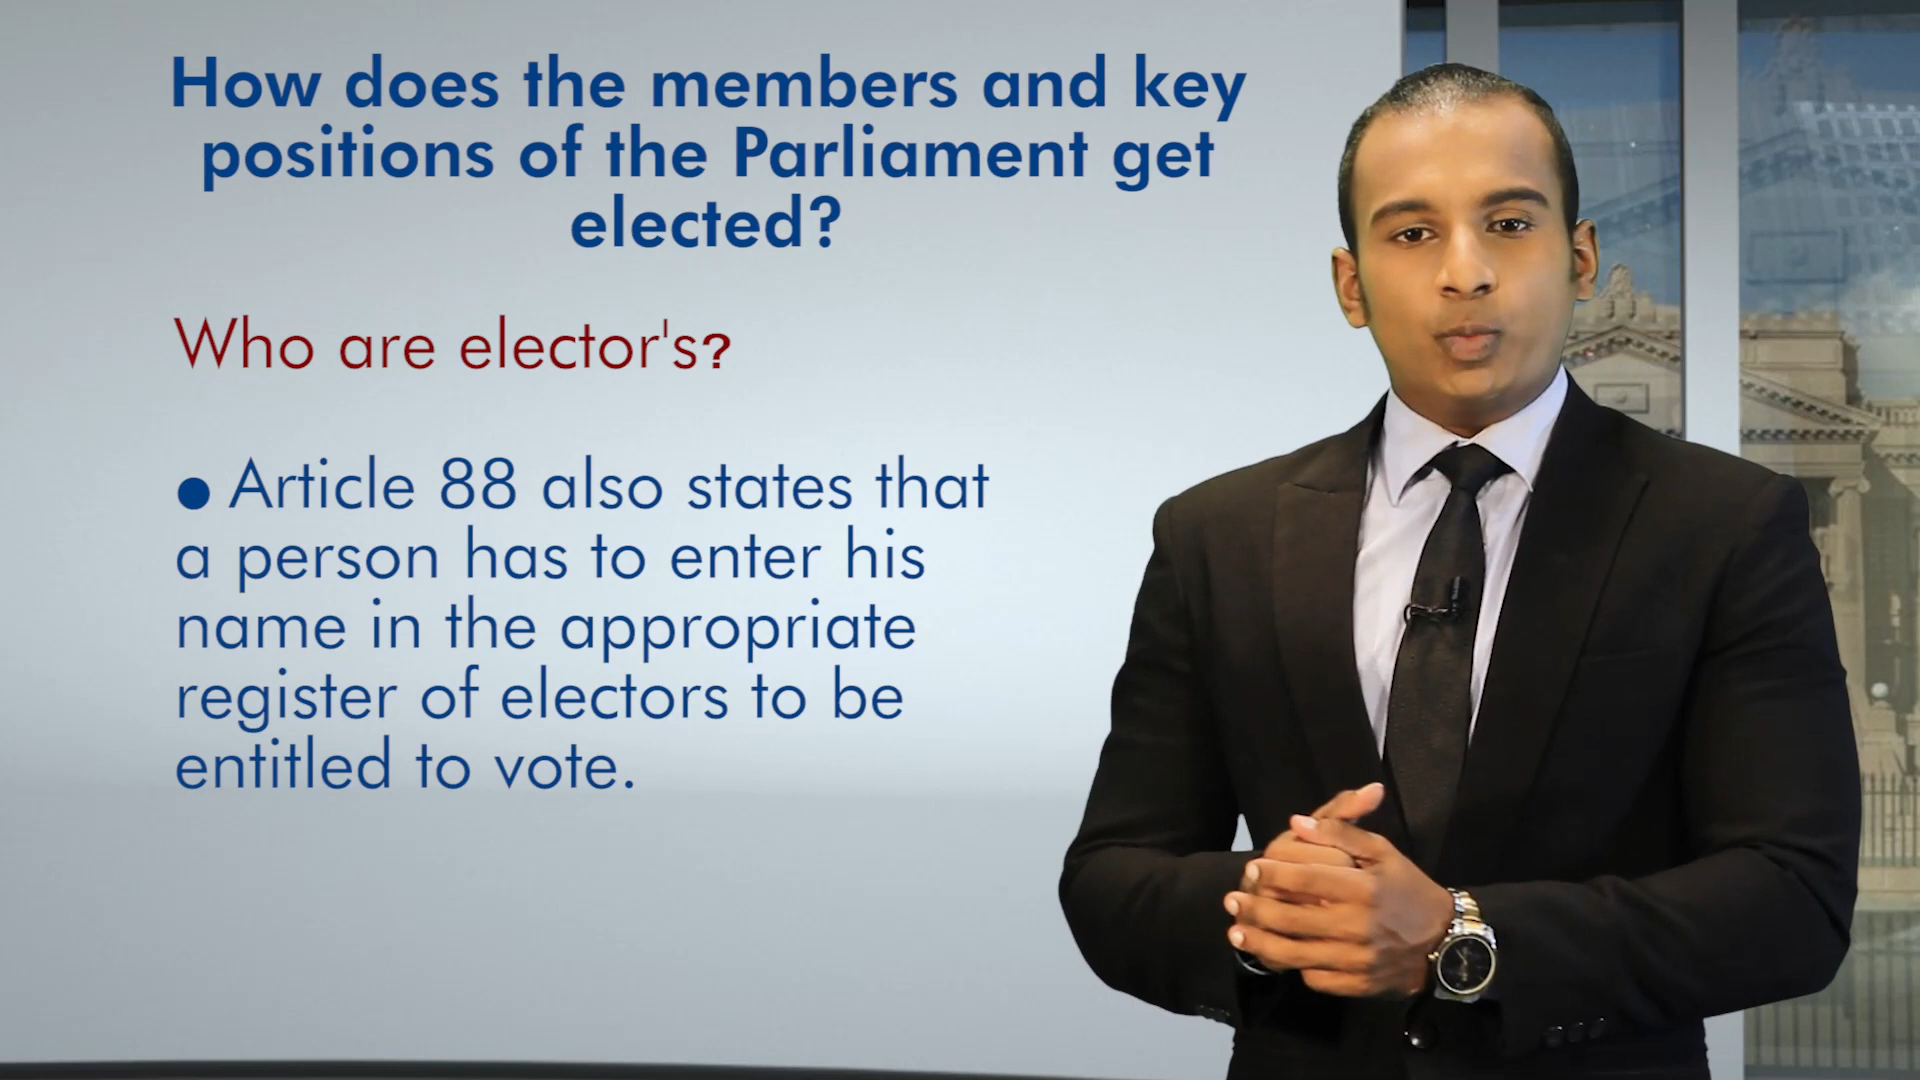 How does the members and key
positions of the Parliament get
elected?
Who are elector's?
● Article 88 also states that
a person has to enter his
name in the appropriate
register of electors to be
entitled to vote.